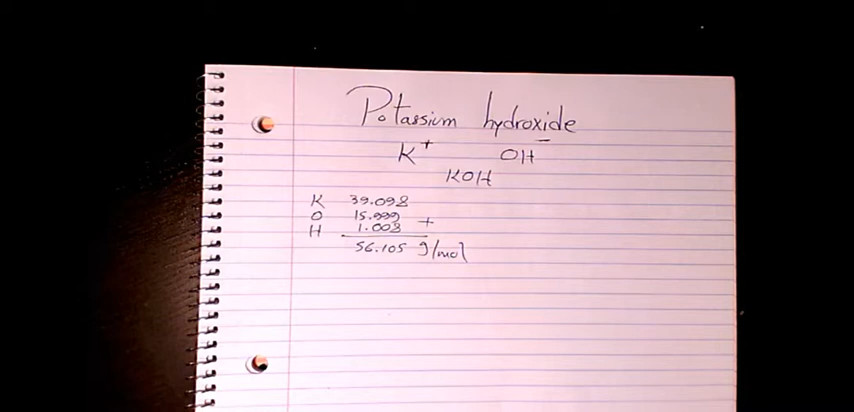 Potassium hydroxide
K⁺ OH⁻
KOH
K 39.098
O 15.999 +
H 1.008
56.105 g/mol